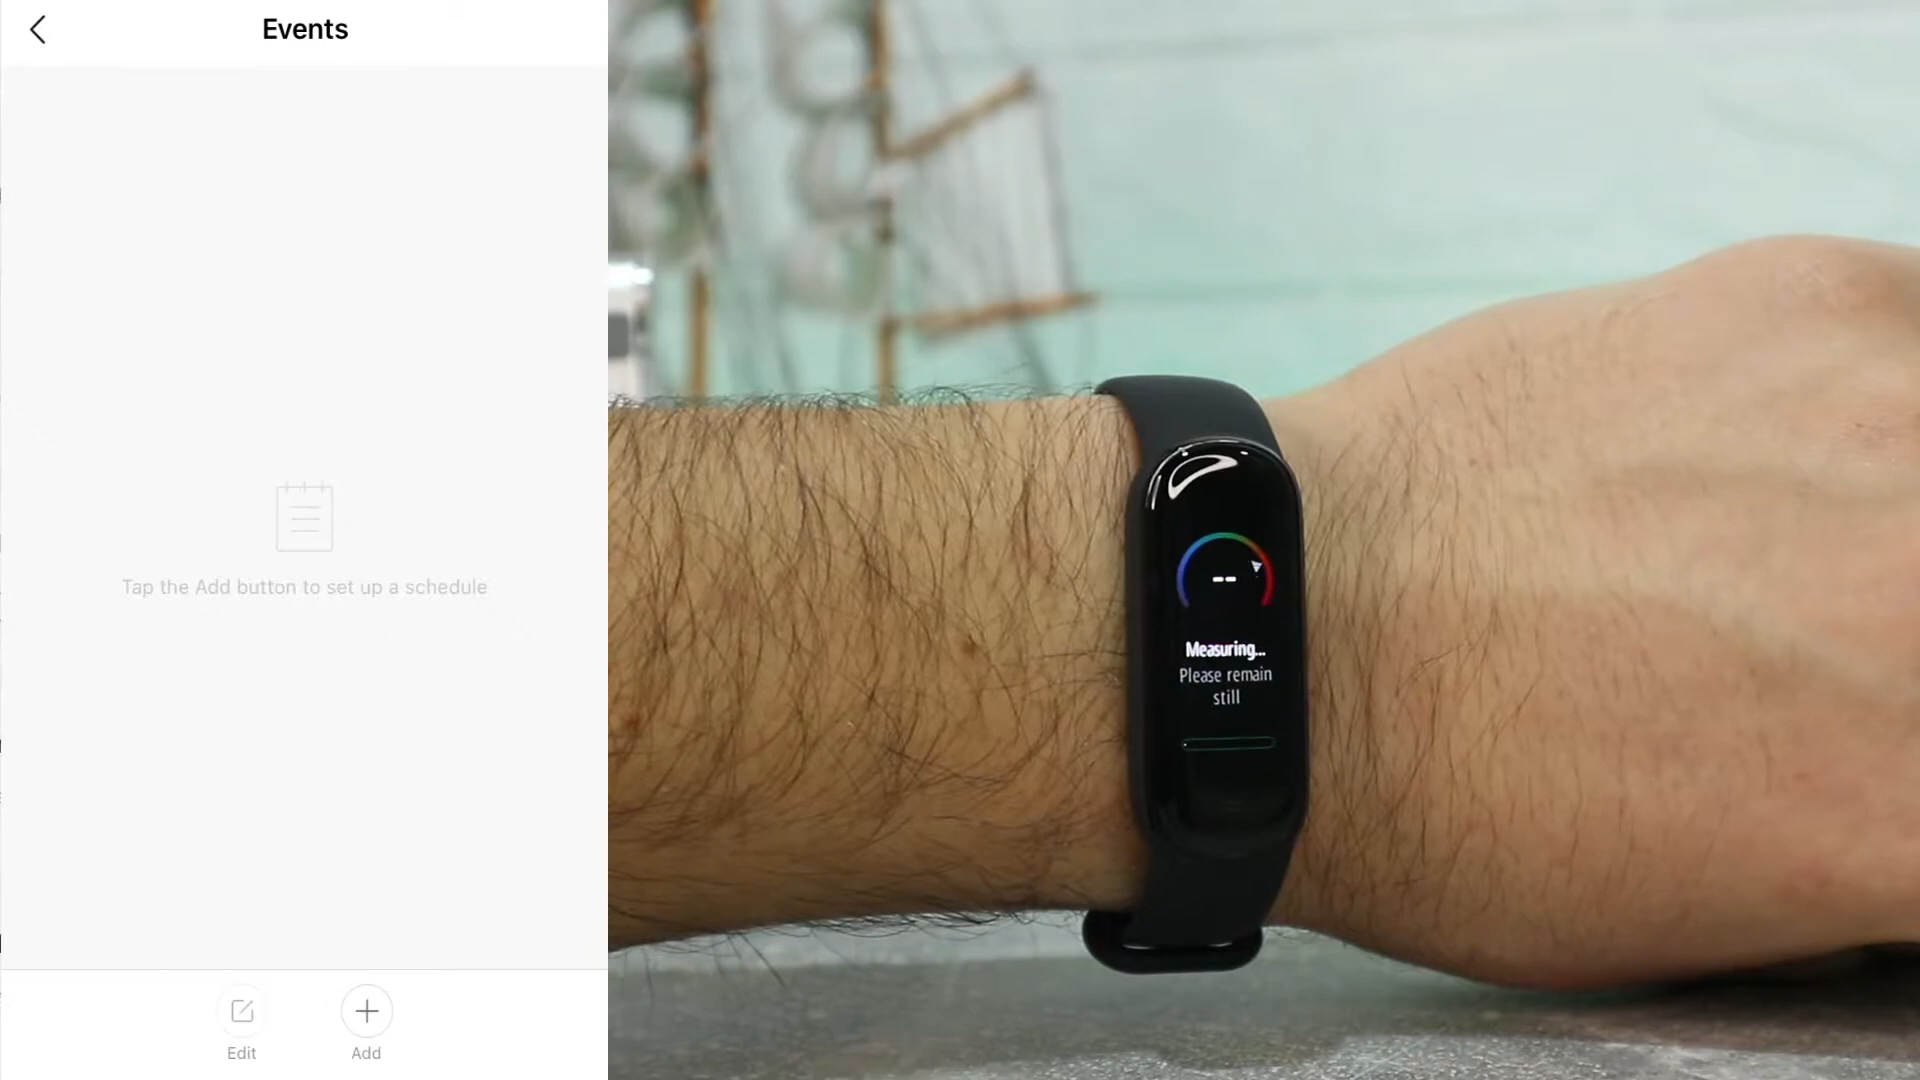 Events
Tap the Add button to set up a schedule
Edit
Add
--
Measuring...
Please remain
still